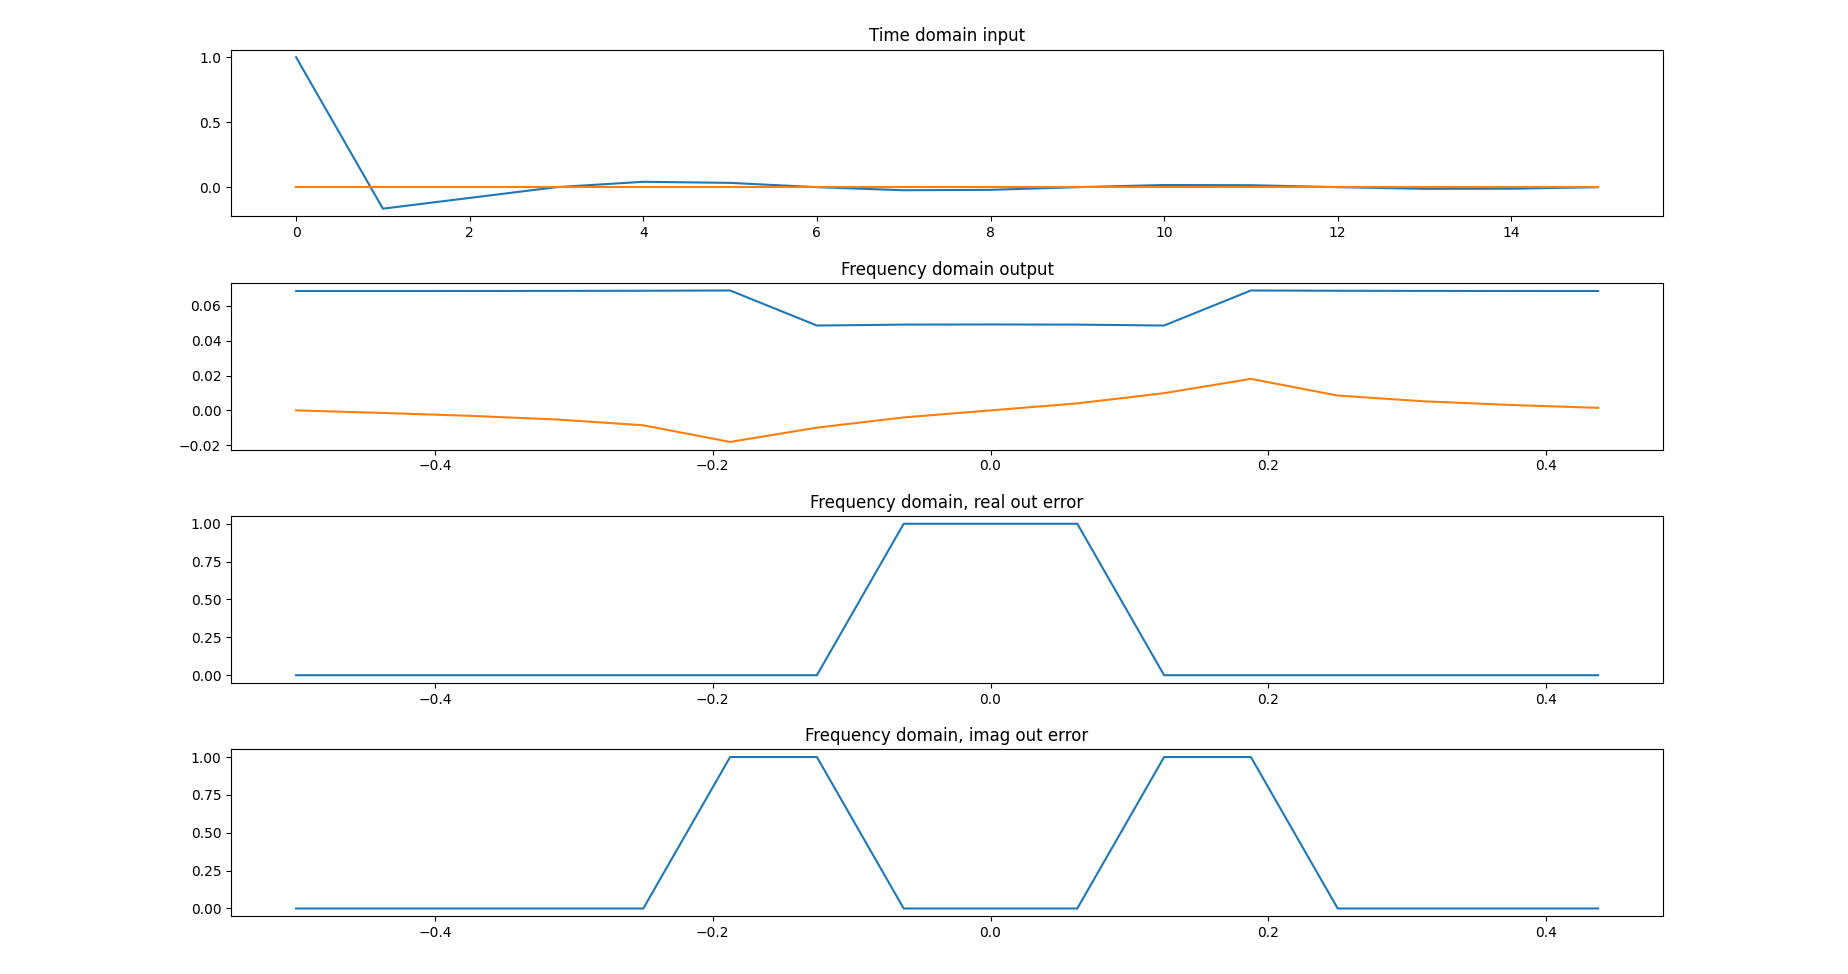 Time domain input
1.0
0.5
0.0
0 2 4 6 8 10 12 14
Frequency domain output
0.06
0.04
0.02
0.00
−0.02
−0.4 −0.2 0.0 0.2 0.4
Frequency domain, real out error
1.00
0.75
0.50
0.25
0.00
−0.4 −0.2 0.0 0.2 0.4
Frequency domain, imag out error
1.00
0.75
0.50
0.25
0.00
−0.4 −0.2 0.0 0.2 0.4